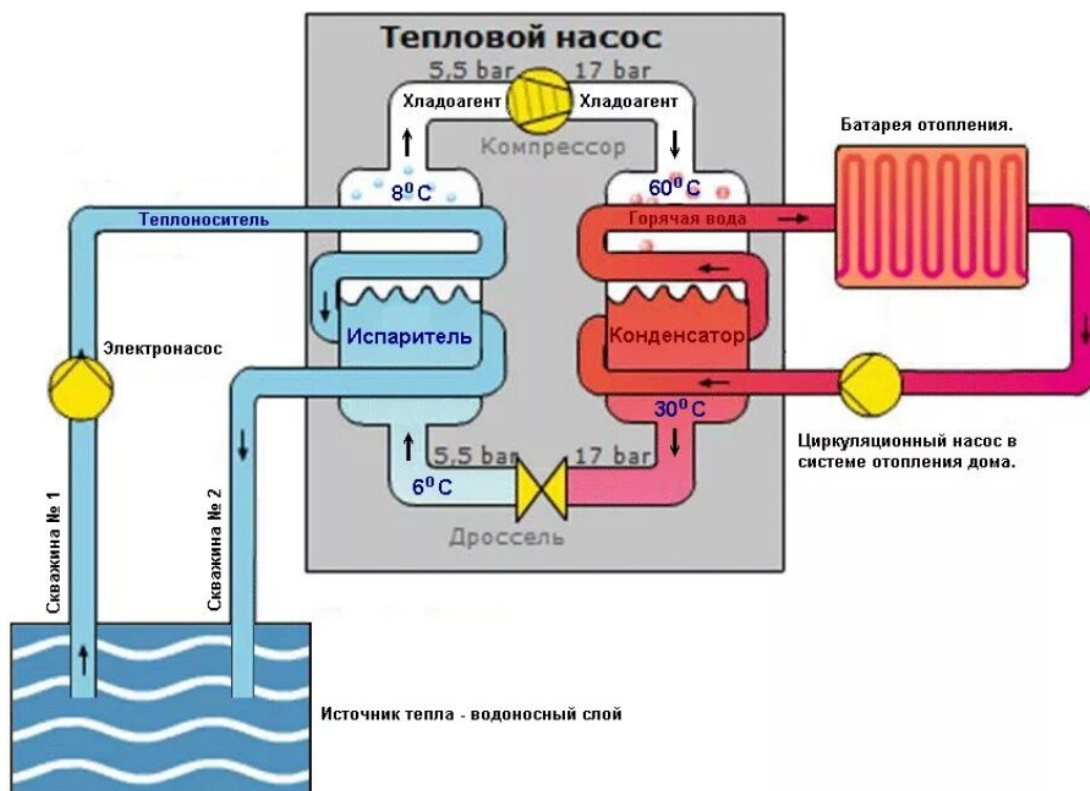 Тепловой насос
5,5 bar
17 bar
Хладоагент
Хладоагент
Компрессор
Батарея отопления.
8⁰ C
60⁰ C
Теплоноситель
Горячая вода
Испаритель
Конденсатор
Электронасос
30⁰ C
Циркуляционный насос в
системе отопления дома.
5,5 bar
17 bar
6⁰ C
Дроссель
Скважина № 1
Скважина № 2
Источник тепла - водоносный слой